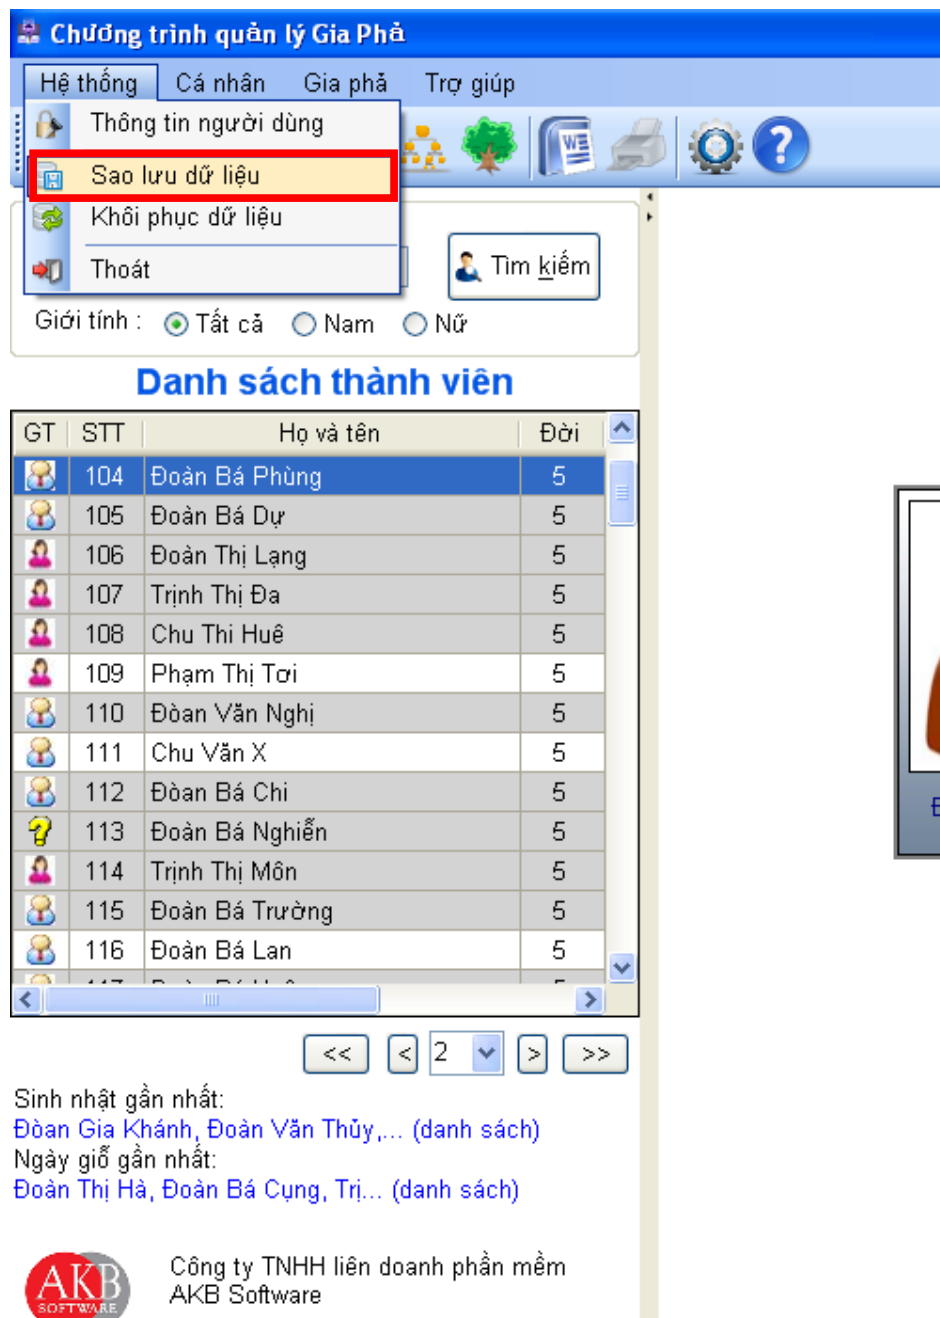 Chương trình quản lý Gia Phả
Hệ thống Cá nhân Gia phả Trợ giúp
Thông tin người dùng
Sao lưu dữ liệu
Khôi phục dữ liệu
Thoát
Tìm kiếm
Giới tính : Tất cả Nam Nữ
Danh sách thành viên
GT STT Họ và tên Đời
104 Đoàn Bá Phùng 5
105 Đoàn Bá Dự 5
106 Đoàn Thị Lạng 5
107 Trịnh Thị Đa 5
108 Chu Thi Huê 5
109 Phạm Thị Tơi 5
110 Đòan Văn Nghị 5
111 Chu Văn X 5
112 Đòan Bá Chi 5
113 Đoàn Bá Nghiễn 5
114 Trịnh Thị Môn 5
115 Đoàn Bá Trường 5
116 Đoàn Bá Lan 5
<< < 2 > >>
Sinh nhật gần nhất:
Đòan Gia Khánh, Đoàn Văn Thủy,... (danh sách)
Ngày giỗ gần nhất:
Đoàn Thị Hà, Đoàn Bá Cụng, Trị... (danh sách)
AKB
SOFTWARE
Công ty TNHH liên doanh phần mềm
AKB Software